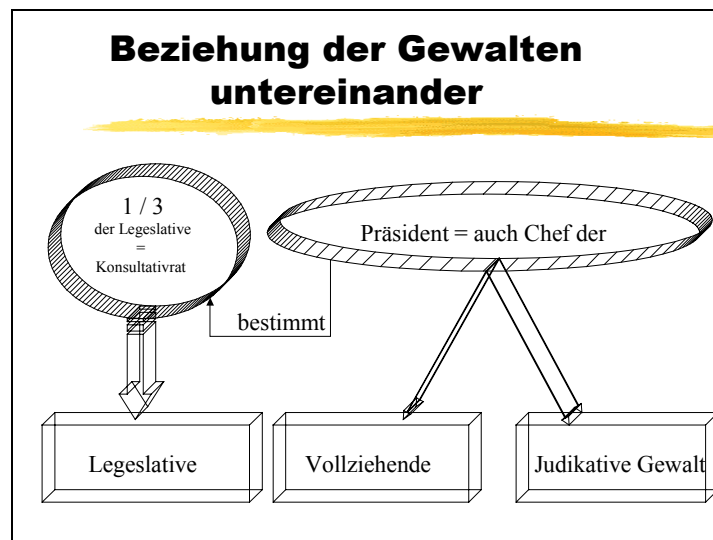 Beziehung der Gewalten
untereinander
1 / 3
der Legeslative
=
Konsultativrat
Präsident = auch Chef der
bestimmt
Legeslative
Vollziehende
Judikative Gewalt